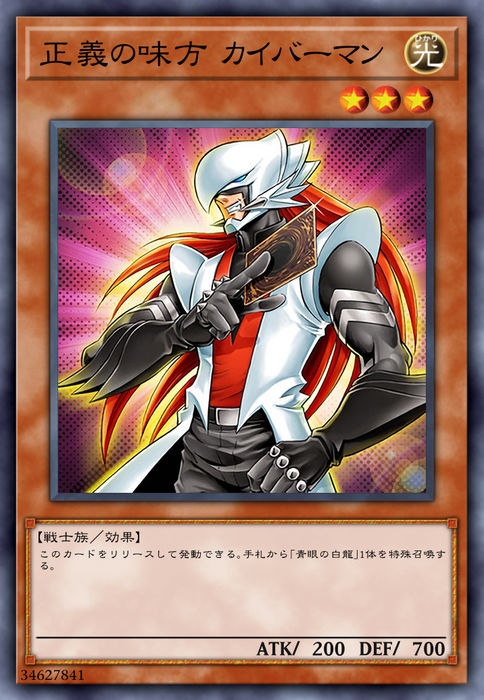 正義の味方 カイバーマン
ひかり
光
【戦士族／効果】
このカードをリリースして発動できる。手札から「青眼の白龍」1体を特殊召喚す
る。
ATK/ 200 DEF/ 700
34627841